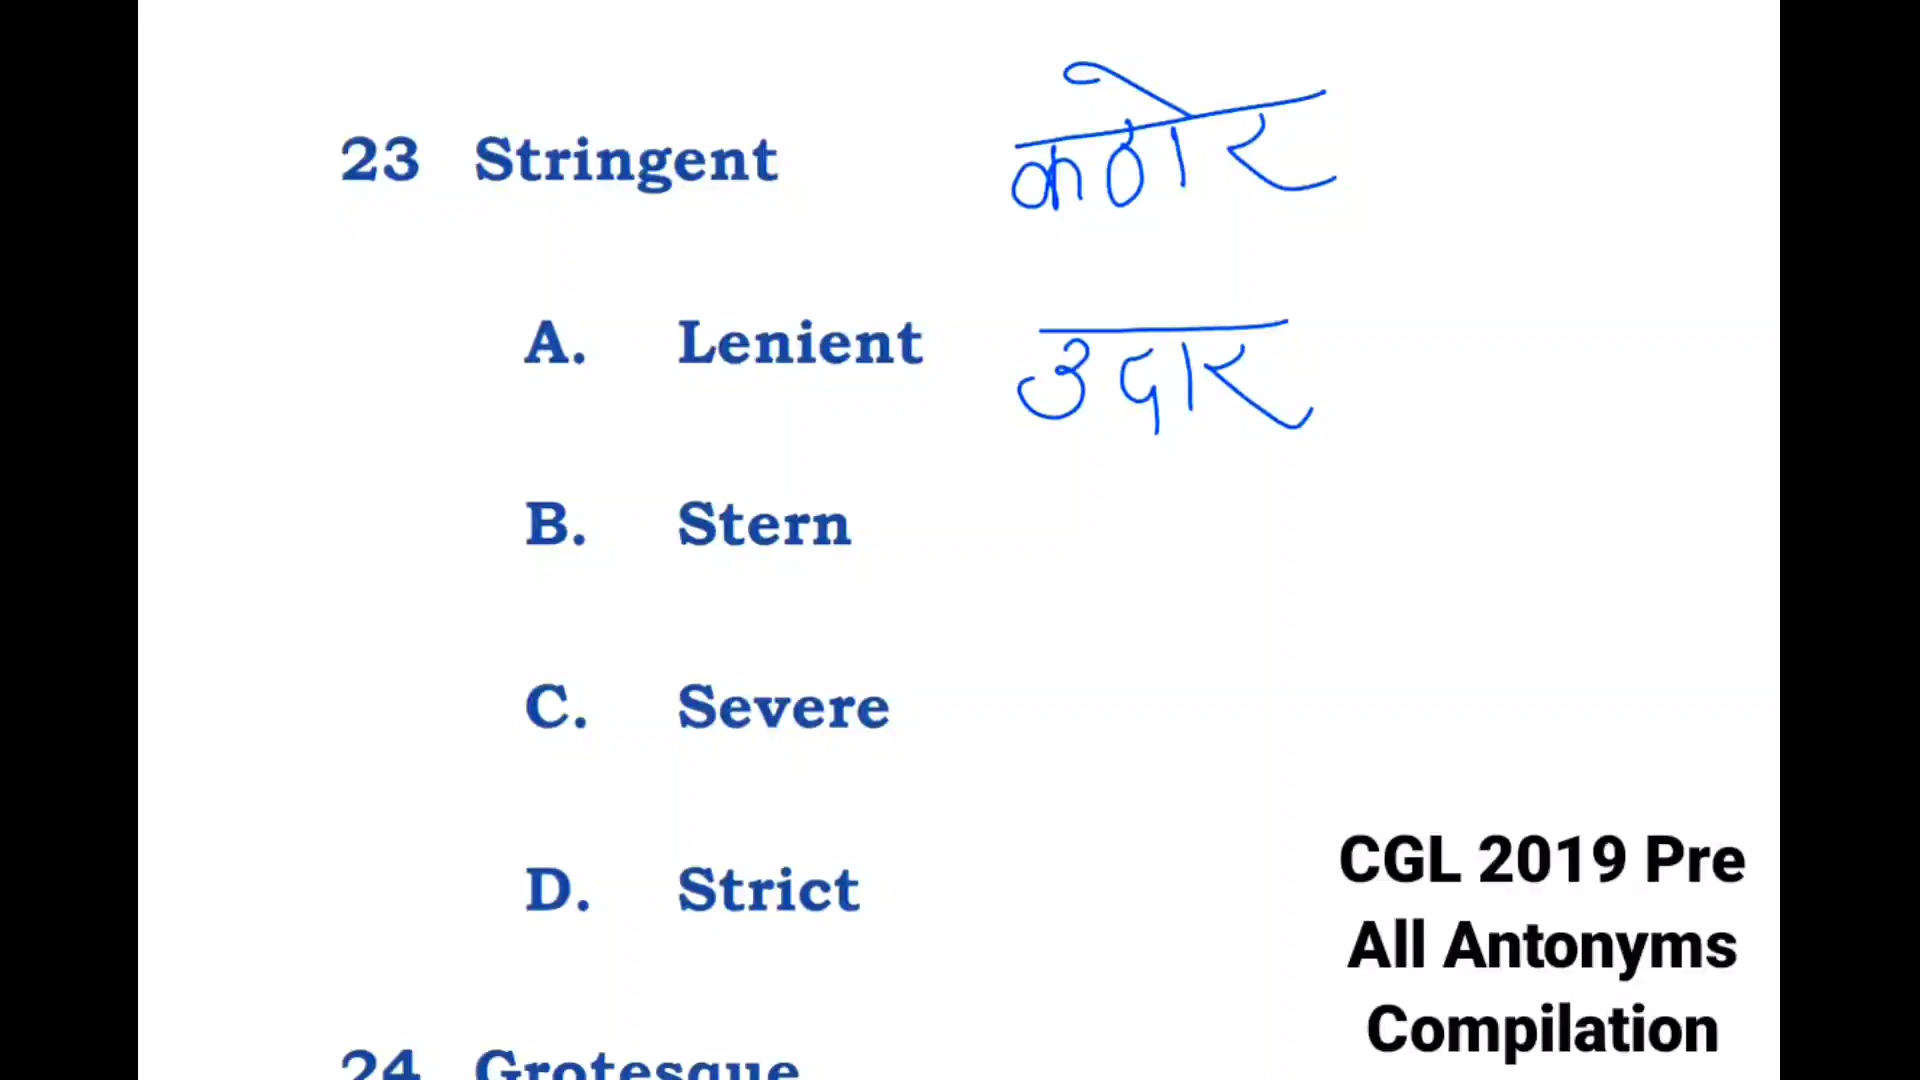 23 Stringent कठोर
A. Lenient उदार
B. Stern
C. Severe
D. Strict
CGL 2019 Pre
All Antonyms
Compilation
24 Grotesque